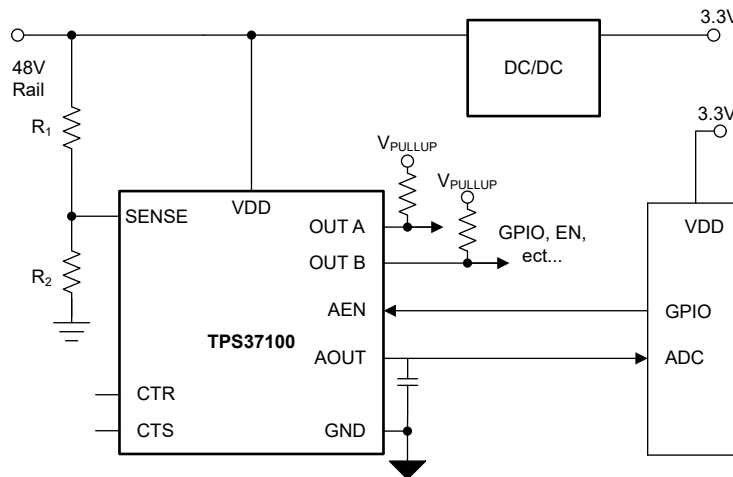 3.3V
48V
Rail
DC/DC
R1
3.3V
VPULLUP
VPULLUP
SENSE
VDD
VDD
OUT A
GPIO, EN,
ect...
OUT B
R2
AEN
GPIO
TPS37100
AOUT
ADC
CTR
CTS
GND